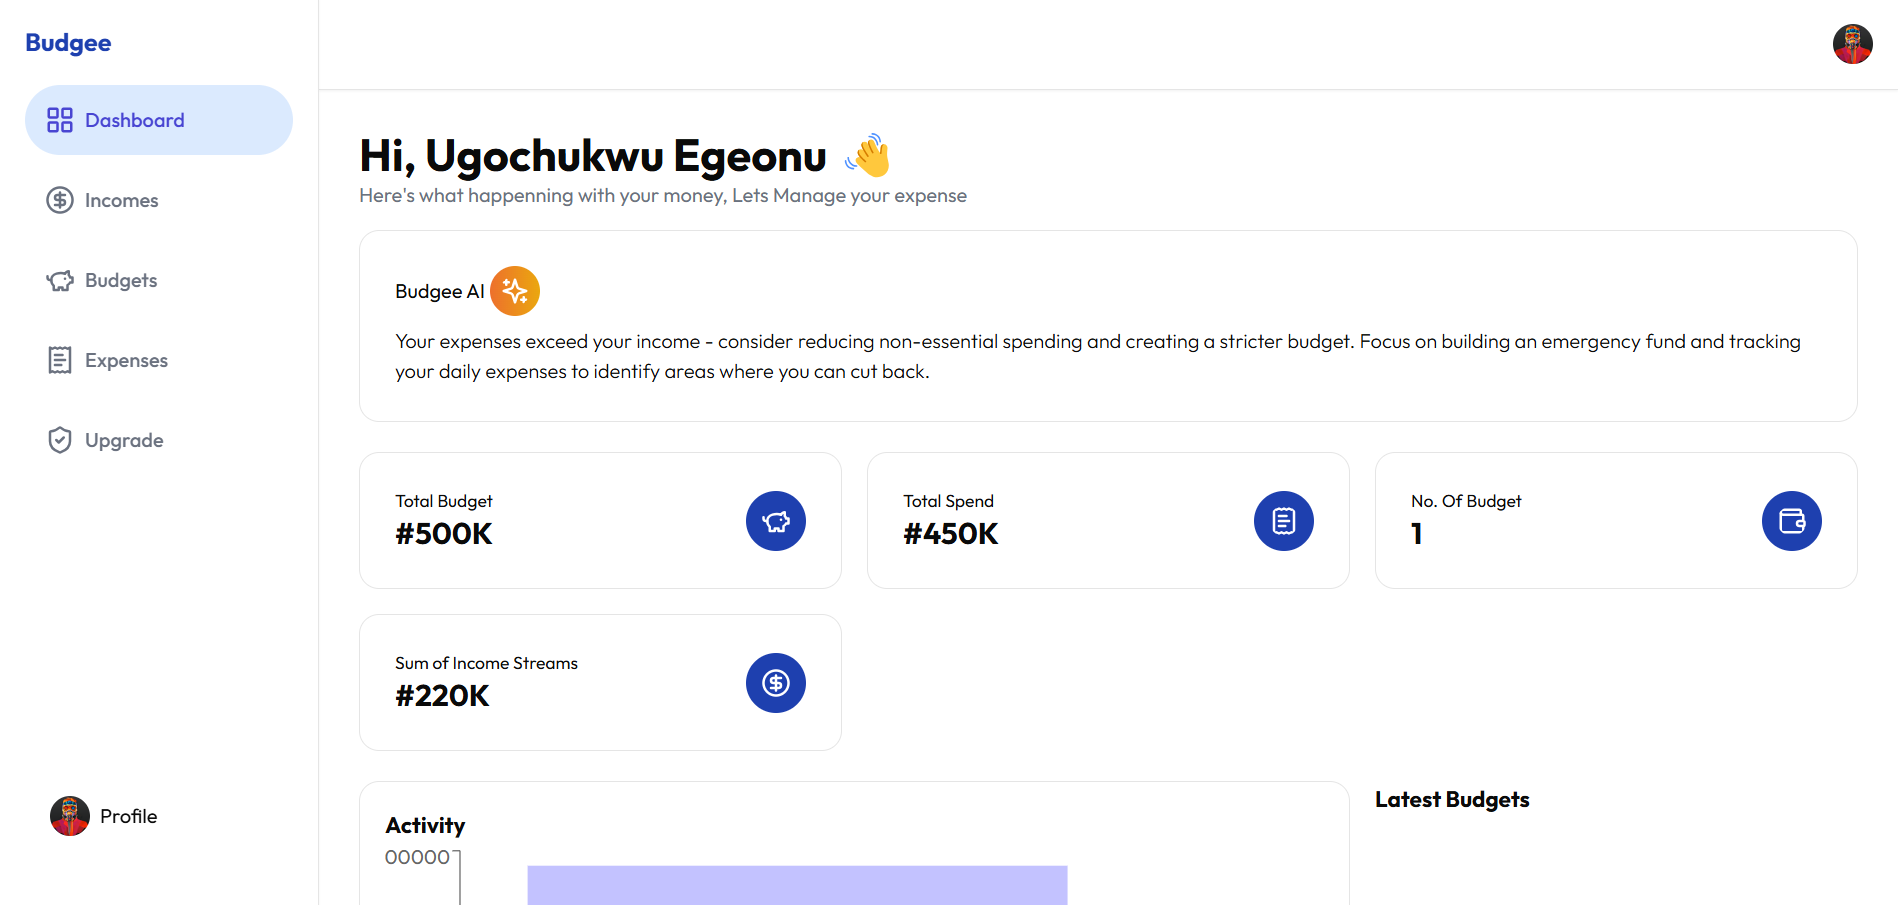 Budgee
Dashboard
Incomes
Budgets
Expenses
Upgrade
Profile
Hi, Ugochukwu Egeonu 👋
Here's what happenning with your money, Lets Manage your expense
Budgee AI
Your expenses exceed your income - consider reducing non-essential spending and creating a stricter budget. Focus on building an emergency fund and tracking
your daily expenses to identify areas where you can cut back.
Total Budget
#500K
Total Spend
#450K
No. Of Budget
1
Sum of Income Streams
#220K
Activity
00000
Latest Budgets